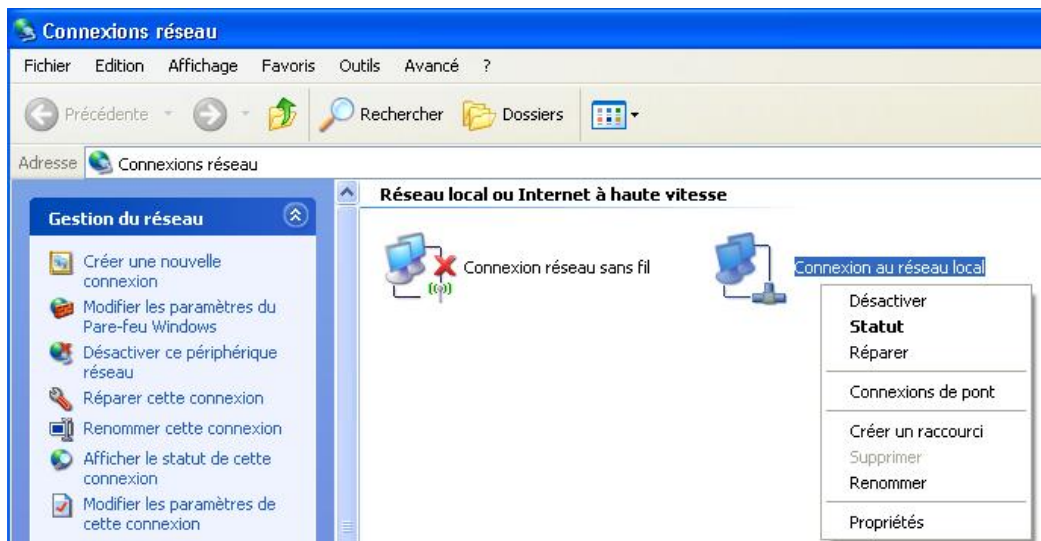 Connexions réseau
Fichier Edition Affichage Favoris Outils Avancé ?
Précédente Rechercher Dossiers
Adresse Connexions réseau
Gestion du réseau
Créer une nouvelle
connexion
Modifier les paramètres du
Pare-feu Windows
Désactiver ce périphérique
réseau
Réparer cette connexion
Renommer cette connexion
Afficher le statut de cette
connexion
Modifier les paramètres de
cette connexion
Réseau local ou Internet à haute vitesse
Connexion réseau sans fil
Connexion au réseau local
Désactiver
Statut
Réparer
Connexions de pont
Créer un raccourci
Supprimer
Renommer
Propriétés